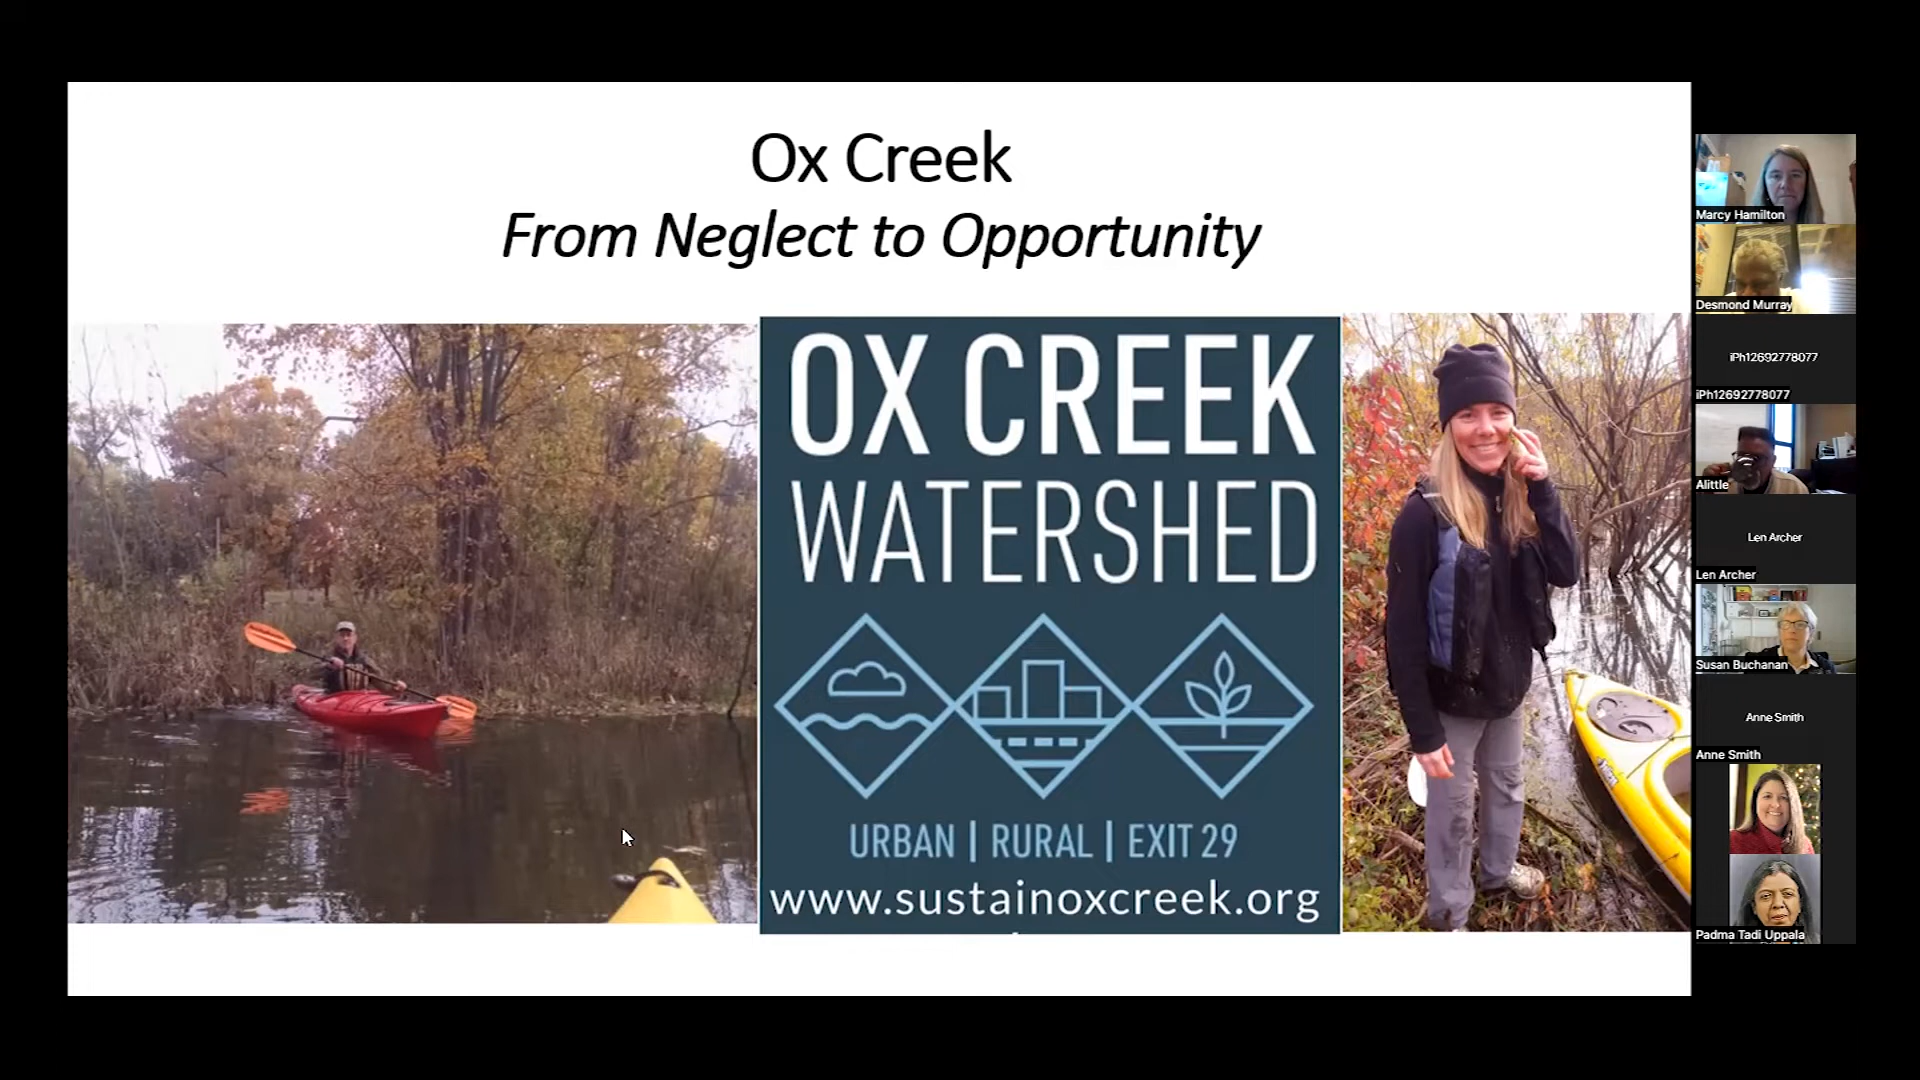 Ox Creek
From Neglect to Opportunity
OX CREEK
WATERSHED
URBAN | RURAL | EXIT 29
www.sustainoxcreek.org
Marcy Hamilton
Desmond Murray
iPh12692778077
iPh12692778077
Alittle
Len Archer
Len Archer
Susan Buchanan
Anne Smith
Anne Smith
Padma Tadi Uppala